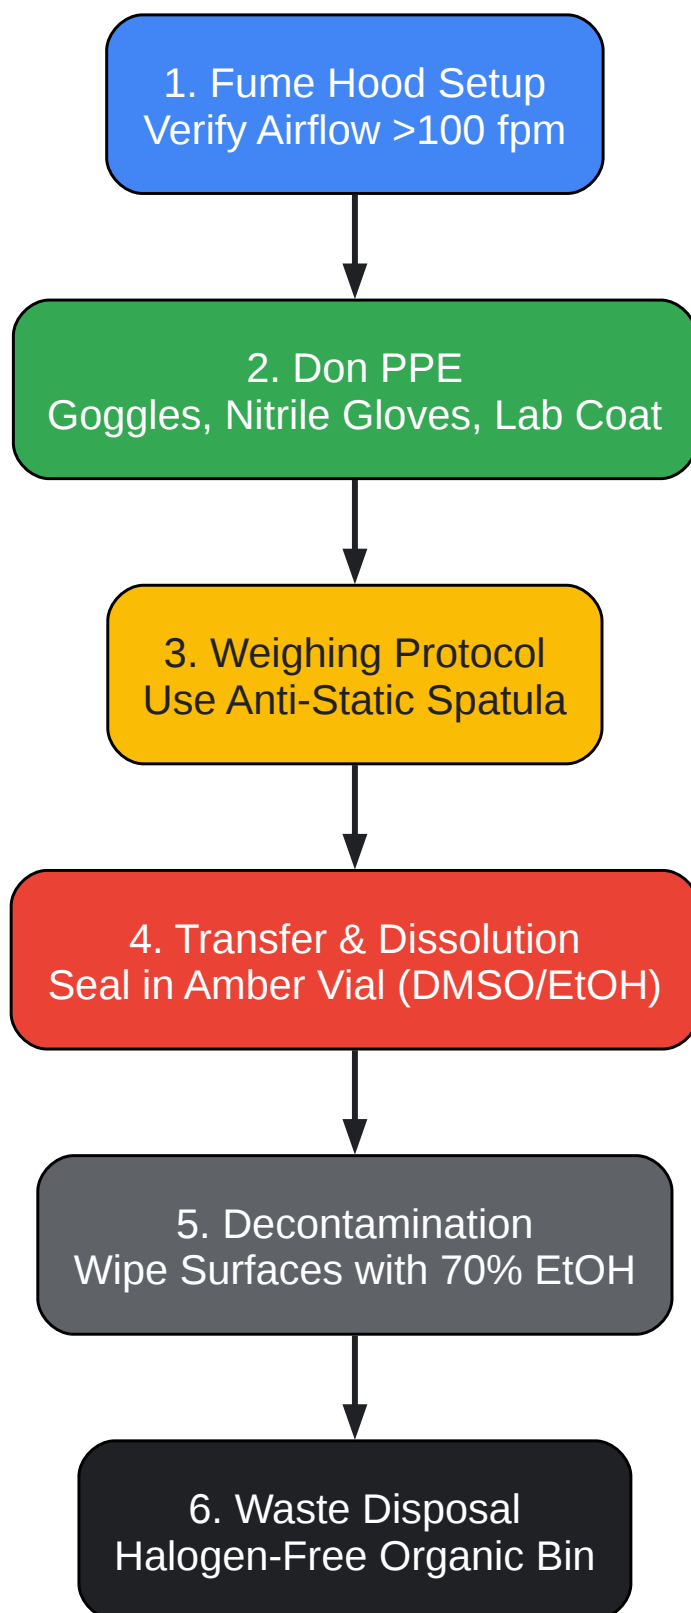 1. Fume Hood Setup
Verify Airflow >100 fpm
2. Don PPE
Goggles, Nitrile Gloves, Lab Coat
3. Weighing Protocol
Use Anti-Static Spatula
4. Transfer & Dissolution
Seal in Amber Vial (DMSO/EtOH)
5. Decontamination
Wipe Surfaces with 70% EtOH
6. Waste Disposal
Halogen-Free Organic Bin